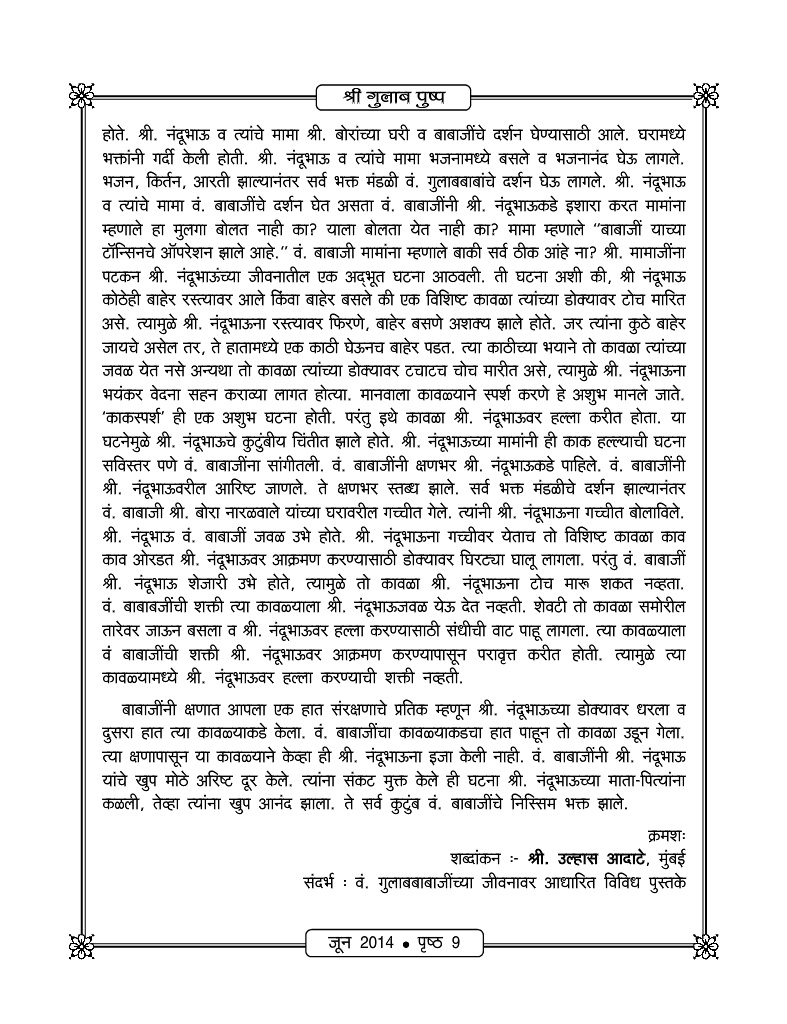 श्री गुलाब पुष्प
होते. श्री. नंदूभाऊ व त्यांचे मामा श्री. बोरांच्या घरी व बाबाजींचे दर्शन घेण्यासाठी आले. घरामध्ये
भक्तांनी गर्दी केली होती. श्री. नंदूभाऊ व त्यांचे मामा भजनामध्ये बसले व भजनानंद घेऊ लागले.
भजन, किर्तन, आरती झाल्यानंतर सर्व भक्त मंडळी वं. गुलाबबाबांचे दर्शन घेऊ लागले. श्री. नंदूभाऊ
व त्यांचे मामा वं. बाबाजींचे दर्शन घेत असता वं. बाबाजींनी श्री. नंदूभाऊकडे इशारा करत मामांना
म्हणाले हा मुलगा बोलत नाही का? याला बोलता येत नाही का? मामा म्हणाले ‘‘बाबाजीं याच्या
टॉन्सिनचे ऑपरेशन झाले आहे.’’ वं. बाबाजी मामांना म्हणाले बाकी सर्व ठीक आंहे ना? श्री. मामाजींना
पटकन श्री. नंदूभाऊंच्या जीवनातील एक अद्‌भूत घटना आठवली. ती घटना अशी की, श्री नंदूभाऊ
कोठेही बाहेर रस्त्यावर आले किंवा बाहेर बसले की एक विशिष्ट कावळा त्यांच्या डोक्यावर टोच मारित
असे. त्यामुळे श्री. नंदूभाऊना रस्त्यावर फिरणे, बाहेर बसणे अशक्य झाले होते. जर त्यांना कुठे बाहेर
जायचे असेल तर, ते हातामध्ये एक काठी घेऊनच बाहेर पडत. त्या काठीच्या भयाने तो कावळा त्यांच्या
जवळ येत नसे अन्यथा तो कावळा त्यांच्या डोक्यावर टचाटच चोच मारीत असे, त्यामुळे श्री. नंदूभाऊना
भयंकर वेदना सहन कराव्या लागत होत्या. मानवाला कावळ्याने स्पर्श करणे हे अशुभ मानले जाते.
‘काकस्पर्श’ ही एक अशुभ घटना होती. परंतु इथे कावळा श्री. नंदूभाऊवर हल्ला करीत होता. या
घटनेमुळे श्री. नंदूभाऊचे कुटुंबीय चिंतीत झाले होते. श्री. नंदूभाऊच्या मामांनी ही काक हल्ल्याची घटना
सविस्तर पणे वं. बाबाजींना सांगीतली. वं. बाबाजींनी क्षणभर श्री. नंदूभाऊकडे पाहिले. वं. बाबाजींनी
श्री. नंदूभाऊवरील आरिष्ट जाणले. ते क्षणभर स्तब्ध झाले. सर्व भक्त मंडळीचे दर्शन झाल्यानंतर
वं. बाबाजी श्री. बोरा नारळवाले यांच्या घरावरील गच्चीत गेले. त्यांनी श्री. नंदूभाऊना गच्चीत बोलाविले.
श्री. नंदूभाऊ वं. बाबाजीं जवळ उभे होते. श्री. नंदूभाऊना गच्चीवर येताच तो विशिष्ट कावळा काव
काव ओरडत श्री. नंदूभाऊवर आक्रमण करण्यासाठी डोक्यावर घिरट्या घालू लागला. परंतु वं. बाबाजीं
श्री. नंदूभाऊ शेजारी उभे होते, त्यामुळे तो कावळा श्री. नंदूभाऊना टोच मारू शकत नव्हता.
वं. बाबाबजींची शक्ती त्या कावळ्याला श्री. नंदूभाऊजवळ येऊ देत नव्हती. शेवटी तो कावळा समोरील
तारेवर जाऊन बसला व श्री. नंदूभाऊवर हल्ला करण्यासाठी संधीची वाट पाहू लागला. त्या कावळ्याला
वं बाबाजींची शक्ती श्री. नंदूभाऊवर आक्रमण करण्यापासून परावृत्त करीत होती. त्यामुळे त्या
कावळ्यामध्ये श्री. नंदूभाऊवर हल्ला करण्याची शक्ती नव्हती.
बाबाजींनी क्षणात आपला एक हात संरक्षणाचे प्रतिक म्हणून श्री. नंदूभाऊच्या डोक्यावर धरला व
दुसरा हात त्या कावळ्याकडे केला. वं. बाबाजींचा कावळ्याकडचा हात पाहून तो कावळा उडून गेला.
त्या क्षणापासून या कावळ्याने केव्हा ही श्री. नंदूभाऊना इजा केली नाही. वं. बाबाजींनी श्री. नंदूभाऊ
यांचे खुप मोठे अरिष्ट दूर केले. त्यांना संकट मुक्त केले ही घटना श्री. नंदूभाऊच्या माता-पित्यांना
कळली, तेव्हा त्यांना खुप आनंद झाला. ते सर्व कुटुंब वं. बाबाजींचे निस्सिम भक्त झाले.
क्रमशः
शब्दांकन :- श्री. उल्हास आदाटे, मुंबई
संदर्भ : वं. गुलाबबाबाजींच्या जीवनावर आधारित विविध पुस्तके
जून 2014 ● पृष्ठ 9